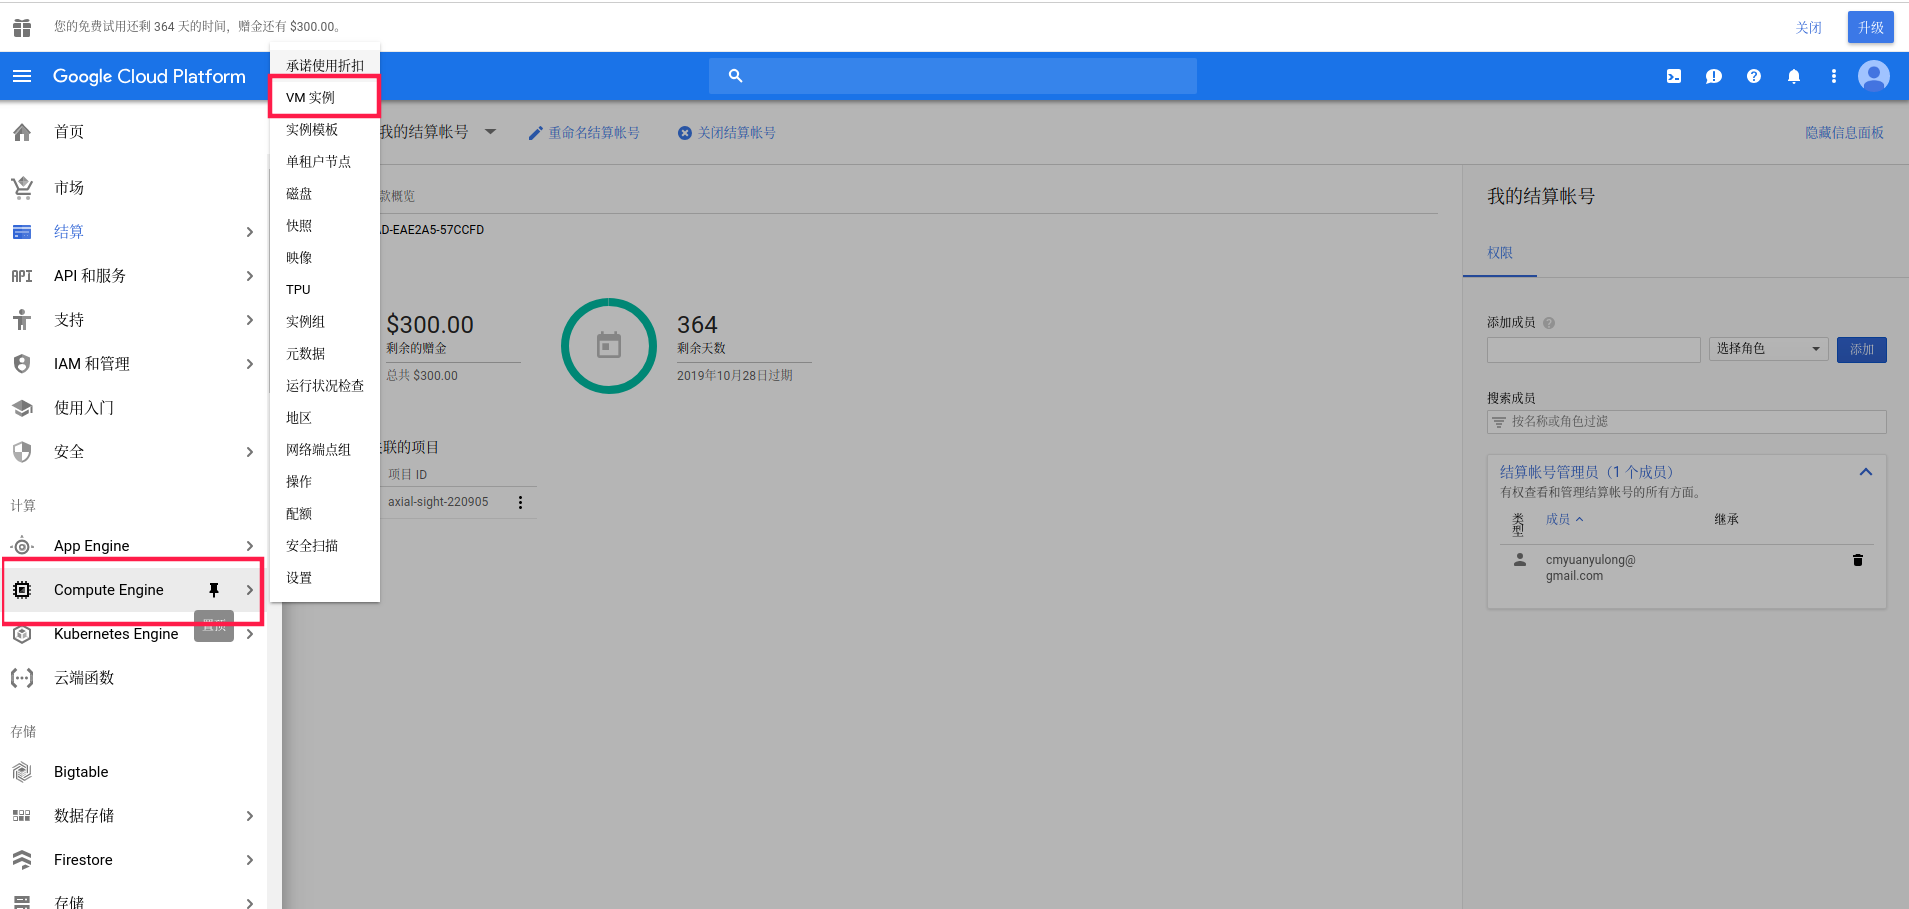 您的免费试用还剩 364 天的时间，赠金还有 $300.00。
关闭
升级
Google Cloud Platform
首页
市场
结算
API 和服务
支持
IAM 和管理
使用入门
安全
计算
App Engine
Compute Engine
置顶
Kubernetes Engine
云端函数
存储
Bigtable
数据存储
Firestore
存储
承诺使用折扣
VM 实例
实例模板
单租户节点
磁盘
快照
映像
TPU
实例组
元数据
运行状况检查
地区
网络端点组
操作
配额
安全扫描
设置
我的结算帐号
重命名结算帐号
关闭结算帐号
隐藏信息面板
款概览
D-EAE2A5-57CCFD
$300.00
剩余的赠金
总共 $300.00
364
剩余天数
2019年10月28日过期
联的项目
项目 ID
axial-sight-220905
我的结算帐号
权限
添加成员
选择角色
添加
搜索成员
按名称或角色过滤
结算帐号管理员（1 个成员）
有权查看和管理结算帐号的所有方面。
类型
成员
继承
cmyuanyulong@
gmail.com